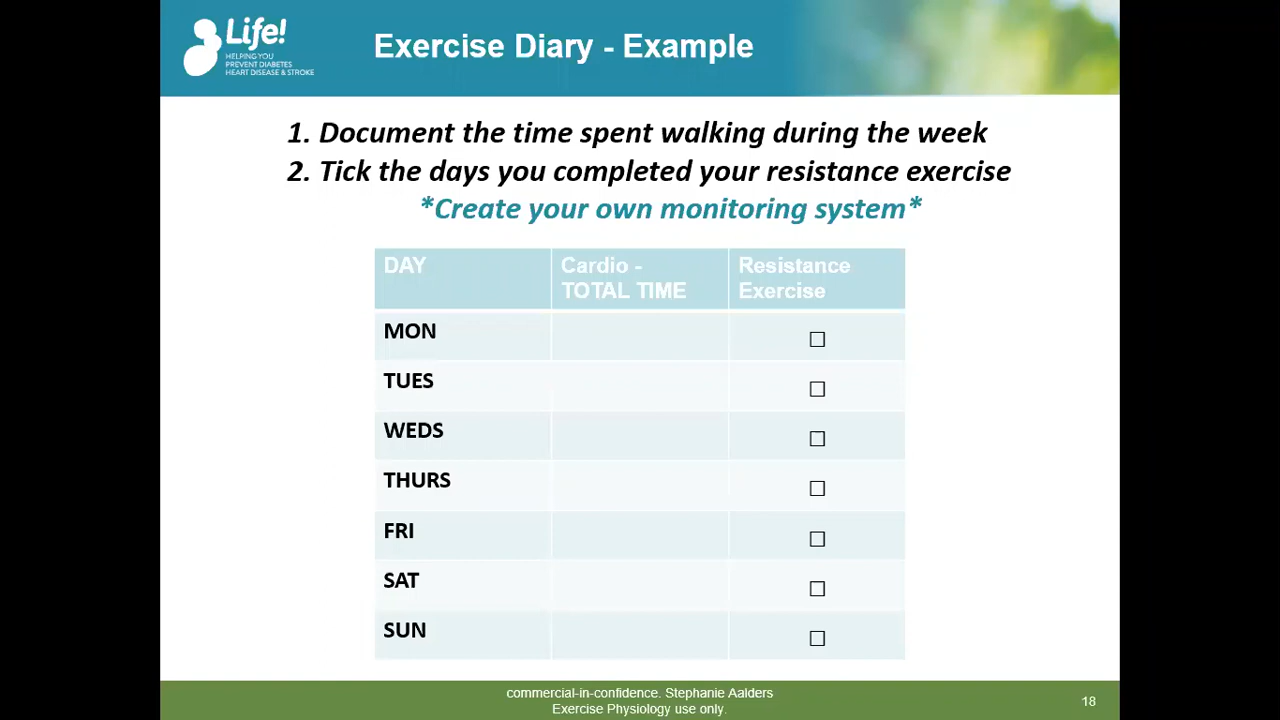 Life!
HELPING YOU
PREVENT DIABETES
HEART DISEASE & STROKE
Exercise Diary - Example
1. Document the time spent walking during the week
2. Tick the days you completed your resistance exercise
*Create your own monitoring system*
DAY
Cardio -
TOTAL TIME
Resistance
Exercise
MON
TUES
WEDS
THURS
FRI
SAT
SUN
commercial-in-confidence. Stephanie Aalders
Exercise Physiology use only.
18